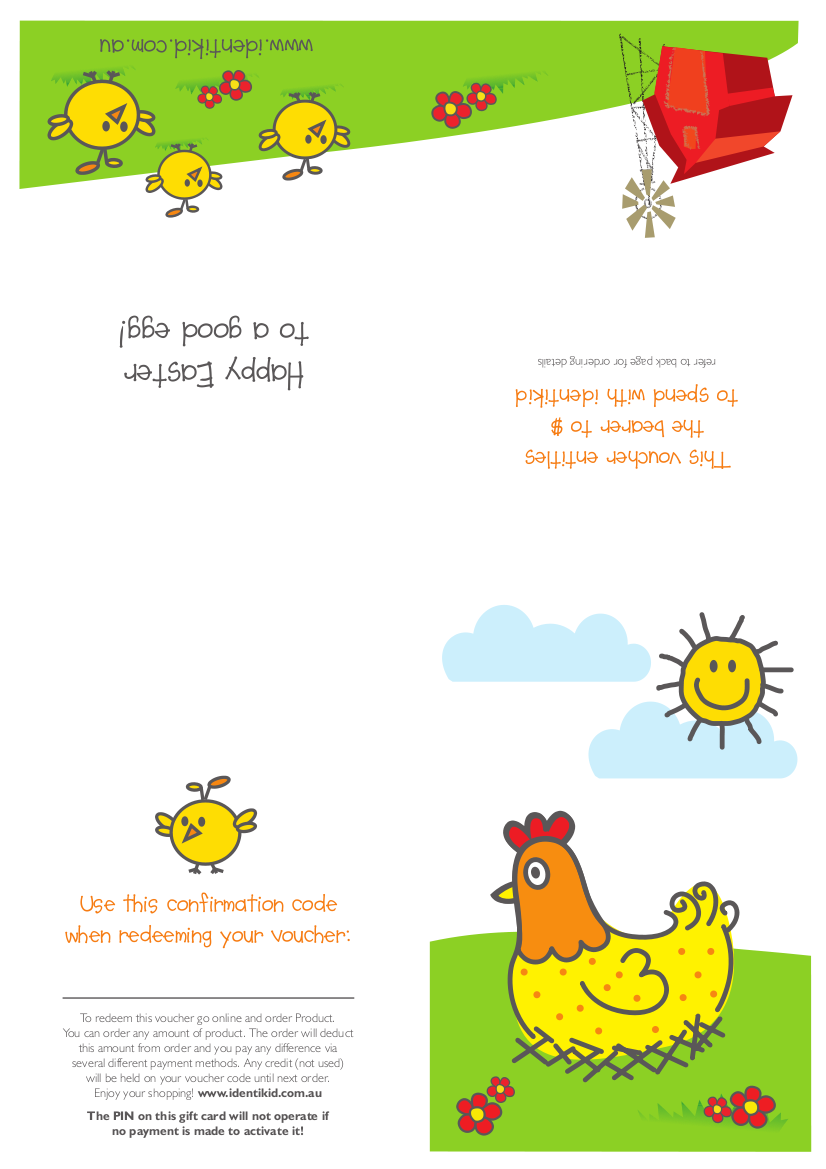 www.identikid.com.au
Happy Easter
to a good egg!
This voucher entitles
the bearer to $
to spend with identikid
refer to back page for ordering details
Use this confirmation code
when redeeming your voucher:
To redeem this voucher go online and order Product.
You can order any amount of product. The order will deduct
this amount from order and you pay any difference via
several different payment methods. Any credit (not used)
will be held on your voucher code until next order.
Enjoy your shopping! www.identikid.com.au
The PIN on this gift card will not operate if
no payment is made to activate it!